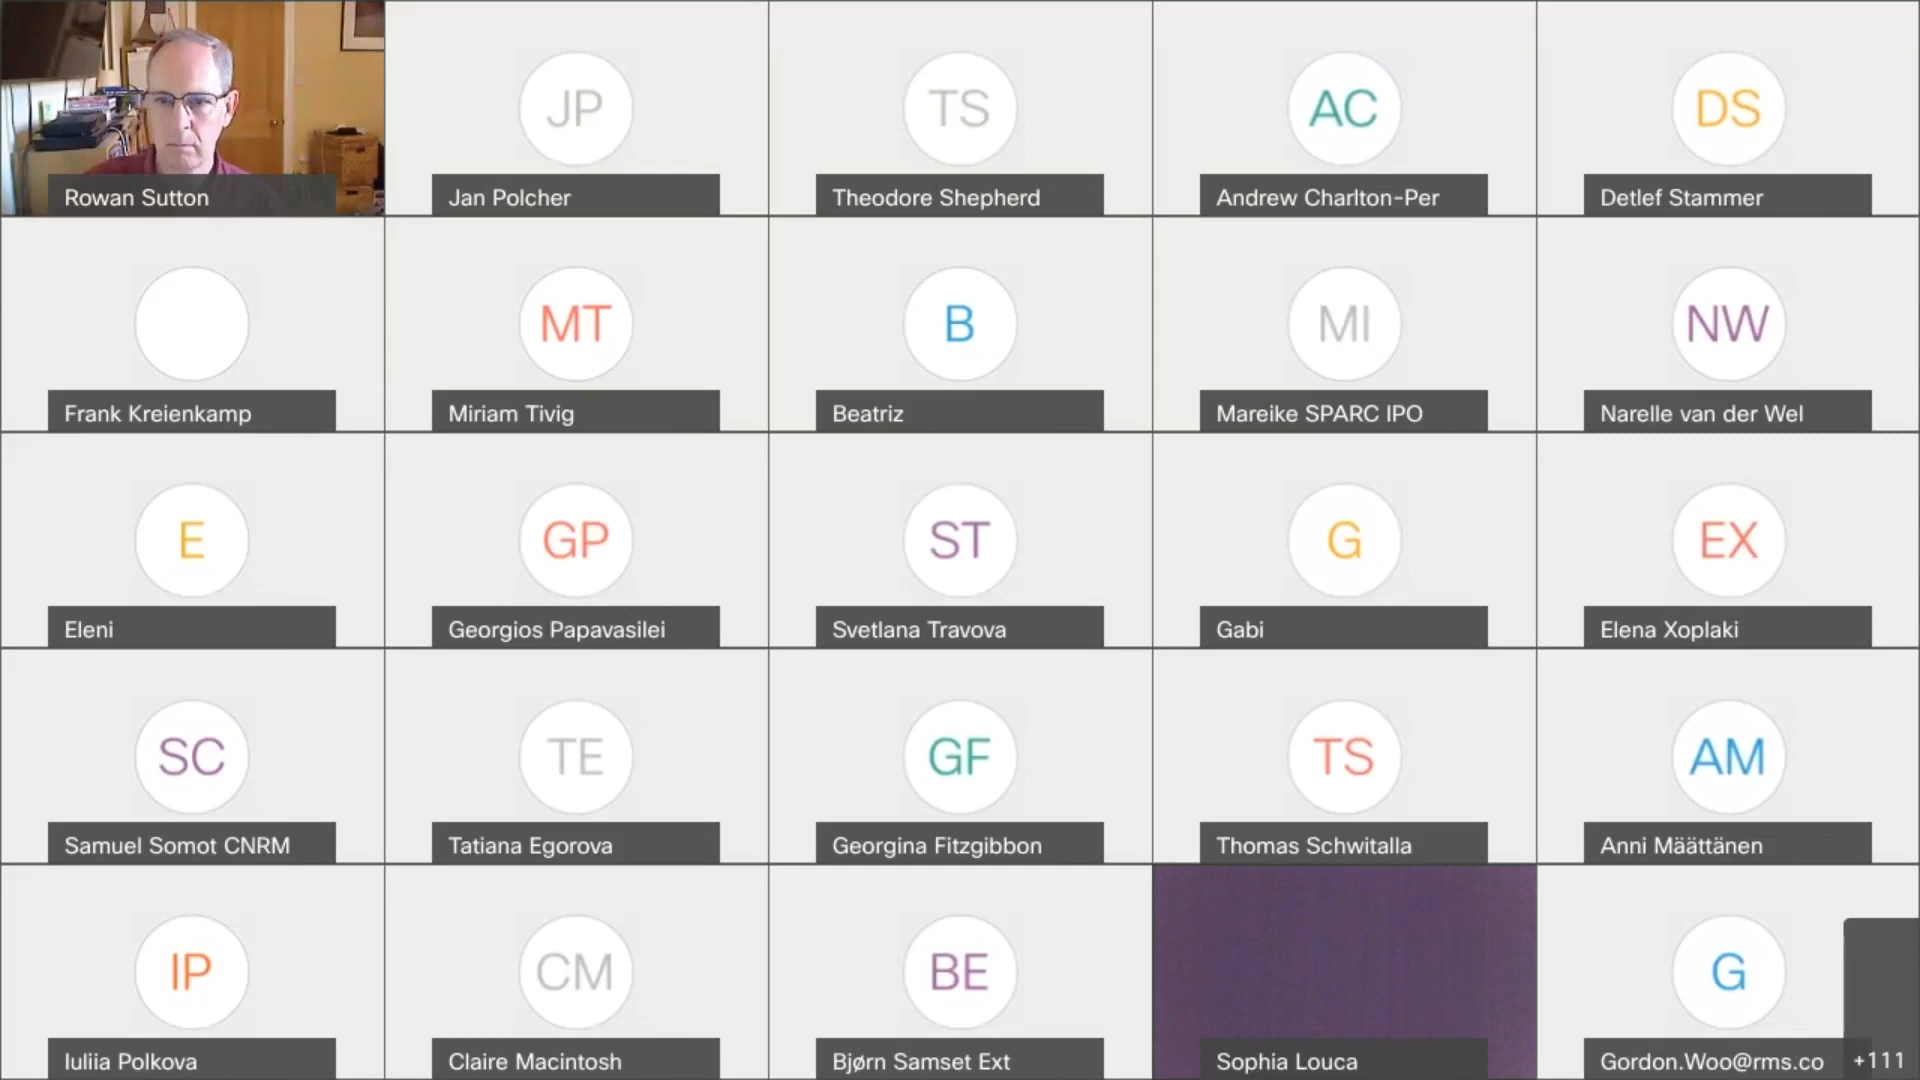 Rowan Sutton
JP
Jan Polcher
TS
Theodore Shepherd
AC
Andrew Charlton-Per
DS
Detlef Stammer
Frank Kreienkamp
MT
Miriam Tivig
B
Beatriz
MI
Mareike SPARC IPO
NW
Narelle van der Wel
E
Eleni
GP
Georgios Papavasilei
ST
Svetlana Travova
G
Gabi
EX
Elena Xoplaki
SC
Samuel Somot CNRM
TE
Tatiana Egorova
GF
Georgina Fitzgibbon
TS
Thomas Schwitalla
AM
Anni Määttänen
IP
Iuliia Polkova
CM
Claire Macintosh
BE
Bjørn Samset Ext
Sophia Louca
G
Gordon.Woo@rms.co
+111